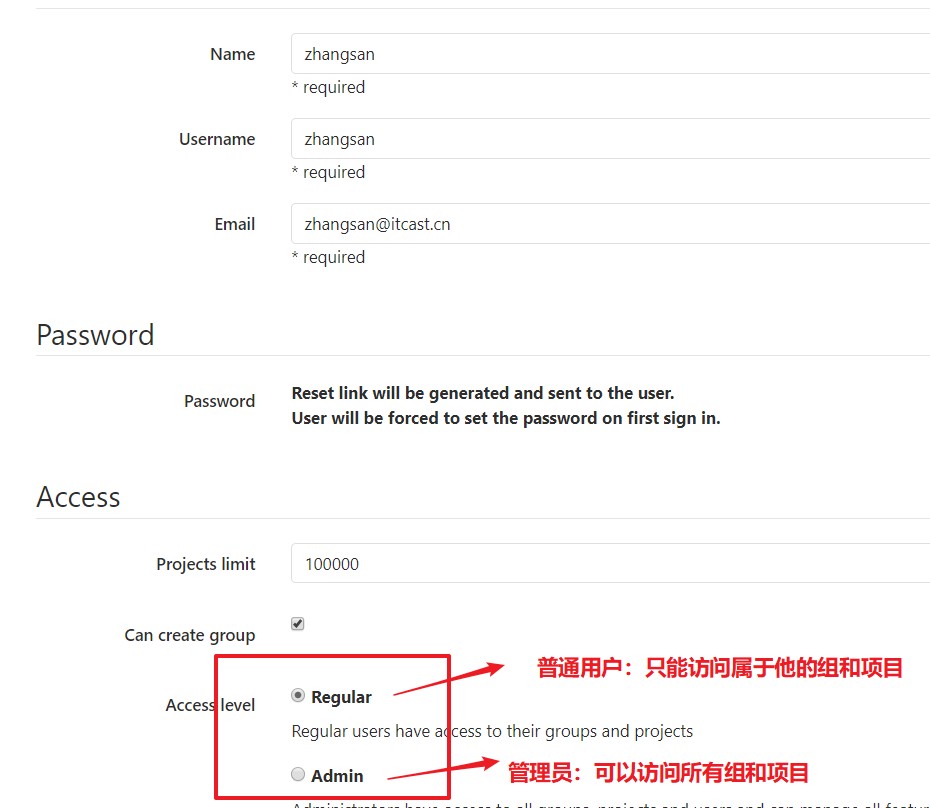 Name
zhangsan
* required
Username
zhangsan
* required
Email
zhangsan@itcast.cn
* required
Password
Password
Reset link will be generated and sent to the user.
User will be forced to set the password on first sign in.
Access
Projects limit
100000
Can create group
普通用户：只能访问属于他的组和项目
Access level
Regular
Regular users have access to their groups and projects
Admin
管理员：可以访问所有组和项目